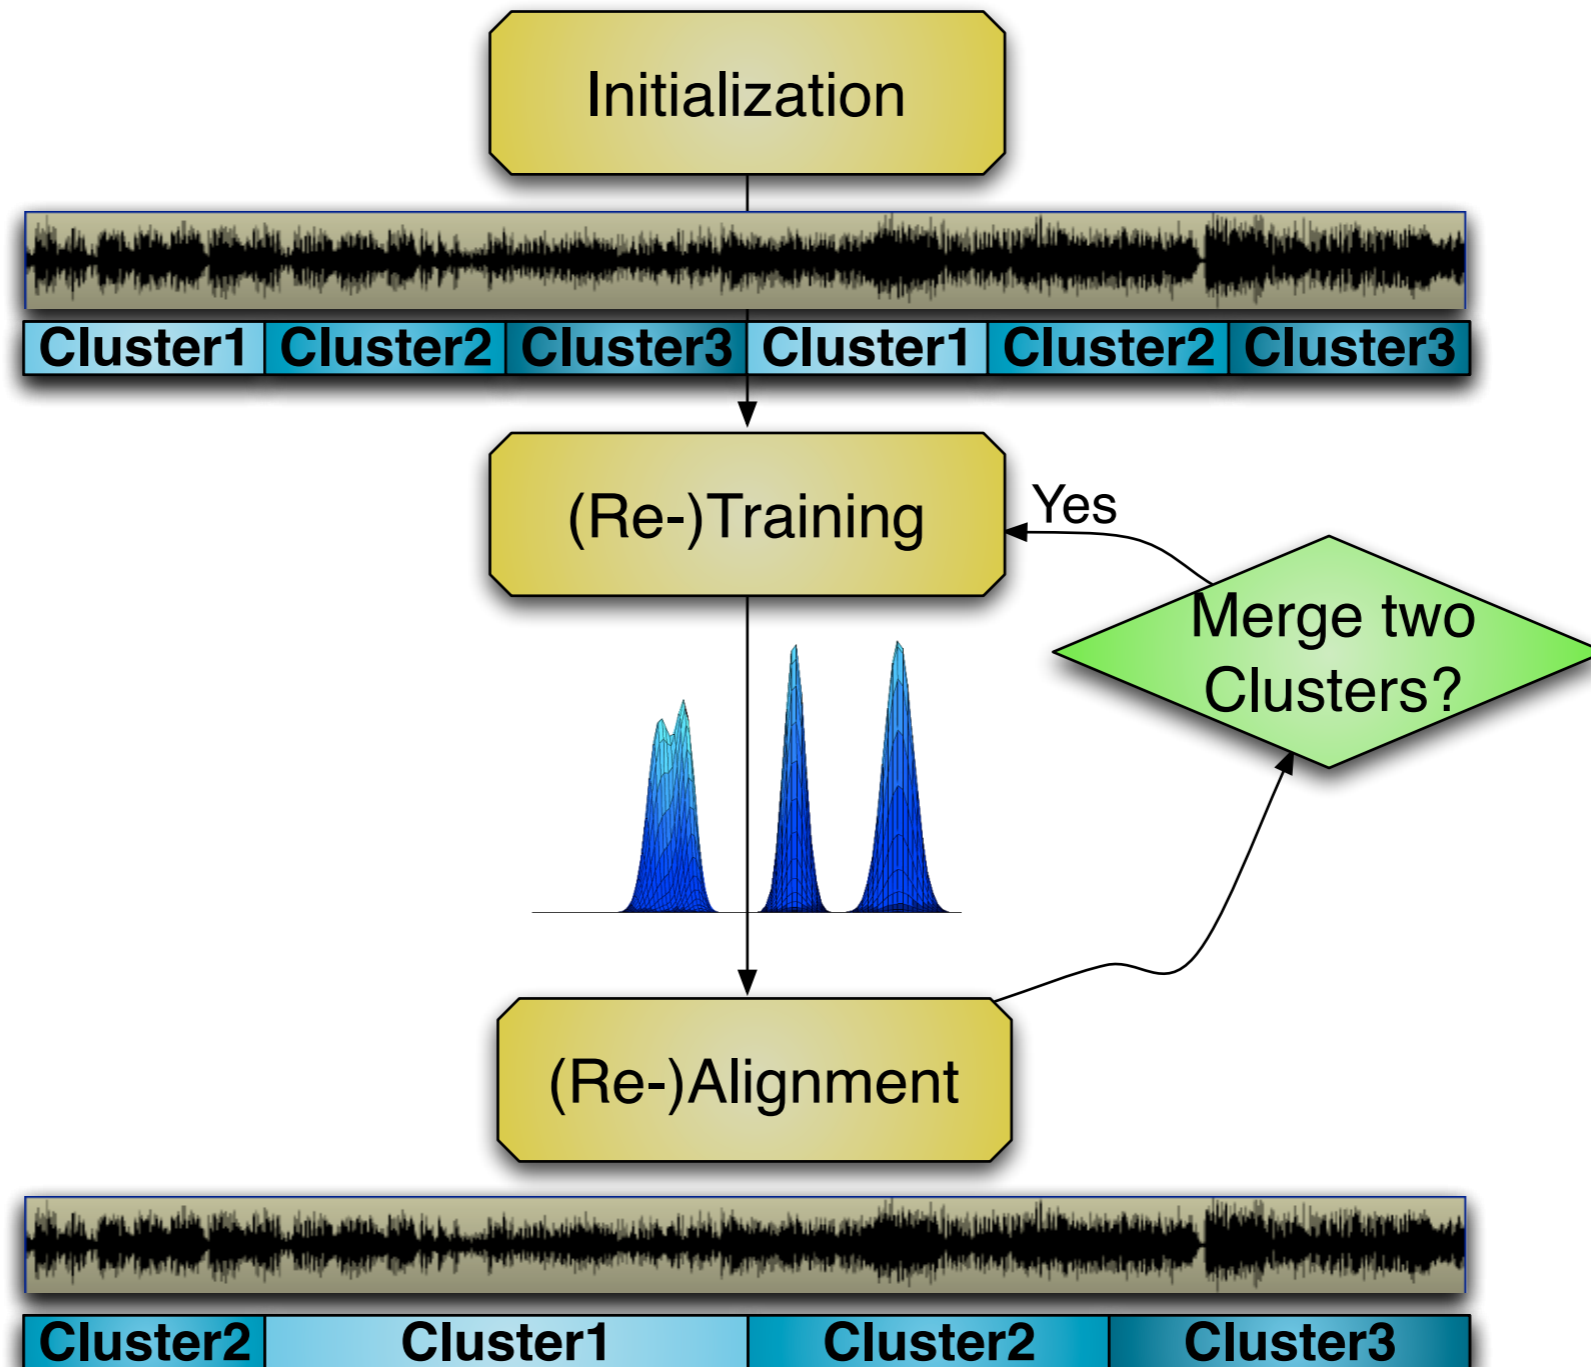 Initialization
Cluster1 Cluster2 Cluster3 Cluster1 Cluster2 Cluster3
(Re-)Training
Yes
Merge two
Clusters?
(Re-)Alignment
Cluster2 Cluster1 Cluster2 Cluster3